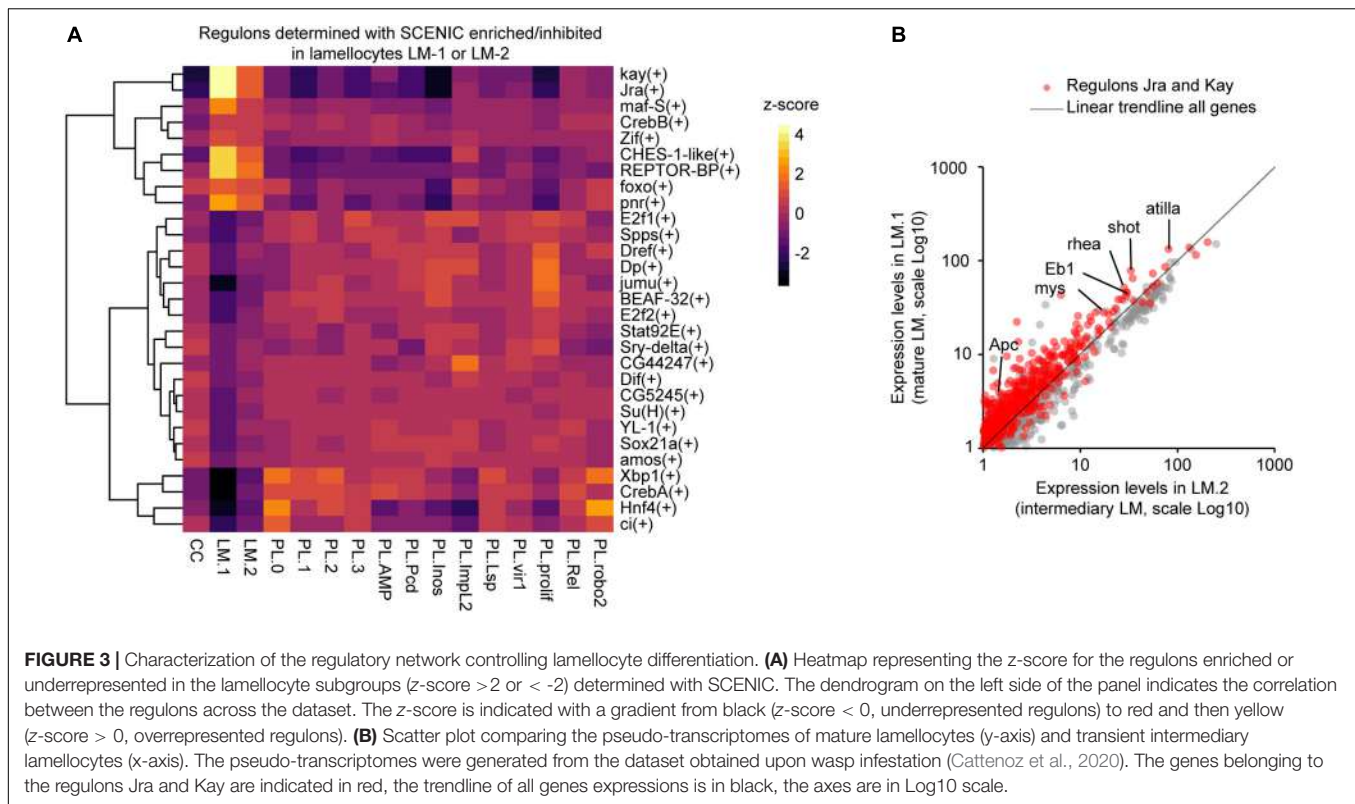 A
Regulons determined with SCENIC enriched/inhibited
in lamellocytes LM-1 or LM-2
kay(+)
Jra(+)
maf-S(+)
CrebB(+)
Zif(+)
CHES-1-like(+)
REPTOR-BP(+)
foxo(+)
pnr(+)
E2f1(+)
Spps(+)
Dref(+)
Dp(+)
jumu(+)
BEAF-32(+)
E2f2(+)
Stat92E(+)
Sry-delta(+)
CG44247(+)
Dif(+)
CG5245(+)
Su(H)(+)
YL-1(+)
Sox21a(+)
amos(+)
Xbp1(+)
CrebA(+)
Hnf4(+)
ci(+)
CC
LM.1
LM.2
PL.0
PL.1
PL.2
PL.3
PL.AMP
PL.Pcd
PL.Inos
PL.ImpL2
PL.Lsp
PL.vir1
PL.prolif
PL.Rel
PL.robo2
z-score
4
2
0
-2
B
Regulons Jra and Kay
Linear trendline all genes
Expression levels in LM.1
(mature LM, scale Log10)
1000
100
10
1
atilla
shot
rhea
Eb1
mys
Apc
1
10
100
1000
Expression levels in LM.2
(intermediary LM, scale Log10)
FIGURE 3 | Characterization of the regulatory network controlling lamellocyte differentiation. (A) Heatmap representing the z-score for the regulons enriched or
underrepresented in the lamellocyte subgroups (z-score >2 or < -2) determined with SCENIC. The dendrogram on the left side of the panel indicates the correlation
between the regulons across the dataset. The z-score is indicated with a gradient from black (z-score < 0, underrepresented regulons) to red and then yellow
(z-score > 0, overrepresented regulons). (B) Scatter plot comparing the pseudo-transcriptomes of mature lamellocytes (y-axis) and transient intermediary
lamellocytes (x-axis). The pseudo-transcriptomes were generated from the dataset obtained upon wasp infestation (Cattenoz et al., 2020). The genes belonging to
the regulons Jra and Kay are indicated in red, the trendline of all genes expressions is in black, the axes are in Log10 scale.